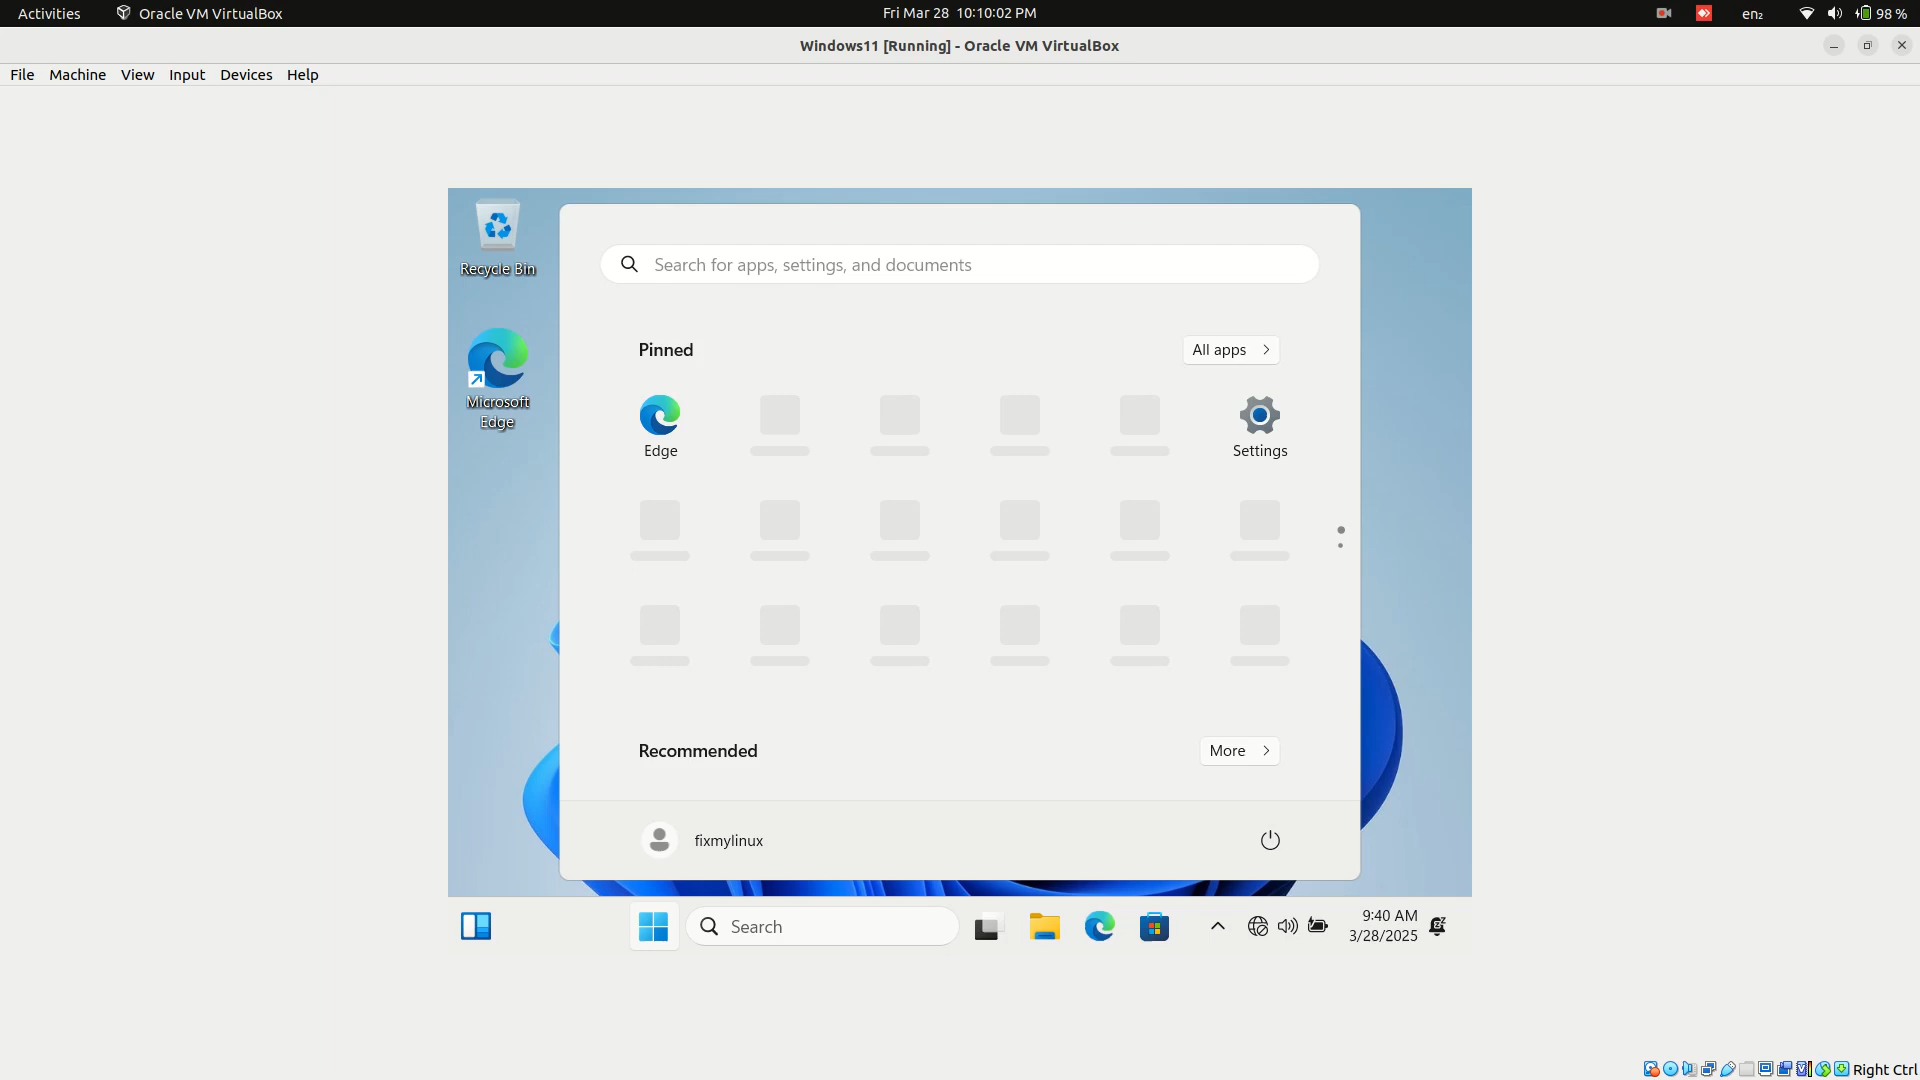 Activities
Oracle VM VirtualBox
Fri Mar 28 10:10:02 PM
en₂
98 %
Windows11 [Running] - Oracle VM VirtualBox
File Machine View Input Devices Help
Recycle Bin
Microsoft
Edge
Search for apps, settings, and documents
Pinned
All apps
Edge
Settings
Recommended
More
fixmylinux
Search
9:40 AM
3/28/2025
Right Ctrl